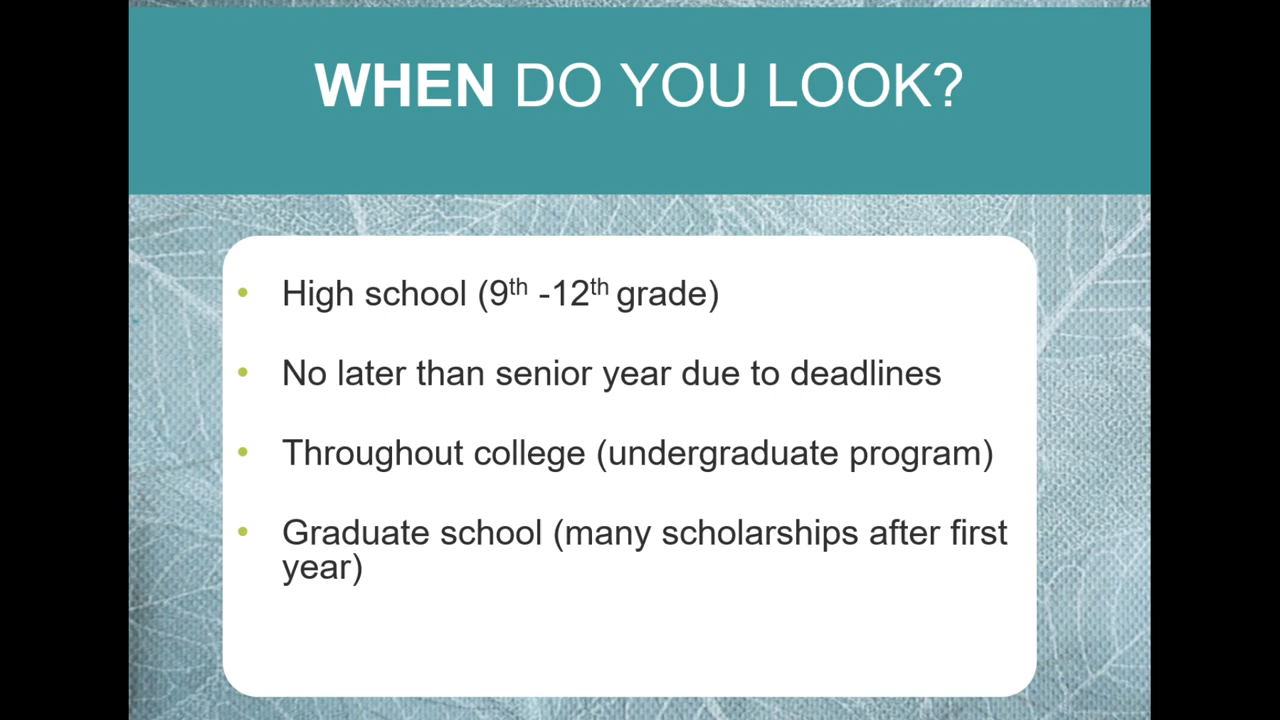 WHEN DO YOU LOOK?
• High school (9th -12th grade)
• No later than senior year due to deadlines
• Throughout college (undergraduate program)
• Graduate school (many scholarships after first
year)